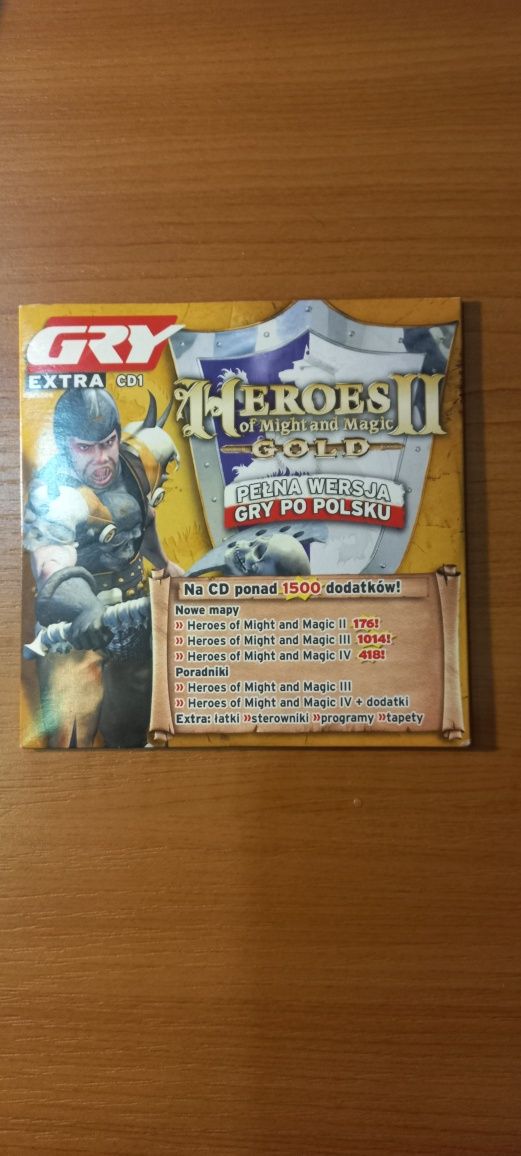 GRY
EXTRA CD1
HEROES II
of Might and Magic
GOLD
PEŁNA WERSJA
GRY PO POLSKU
Na CD ponad 1500 dodatków!
Nowe mapy
» Heroes of Might and Magic II 176!
» Heroes of Might and Magic III 1014!
» Heroes of Might and Magic IV 418!
Poradniki
» Heroes of Might and Magic III
» Heroes of Might and Magic IV + dodatki
Extra: łatki »sterowniki »programy »tapety